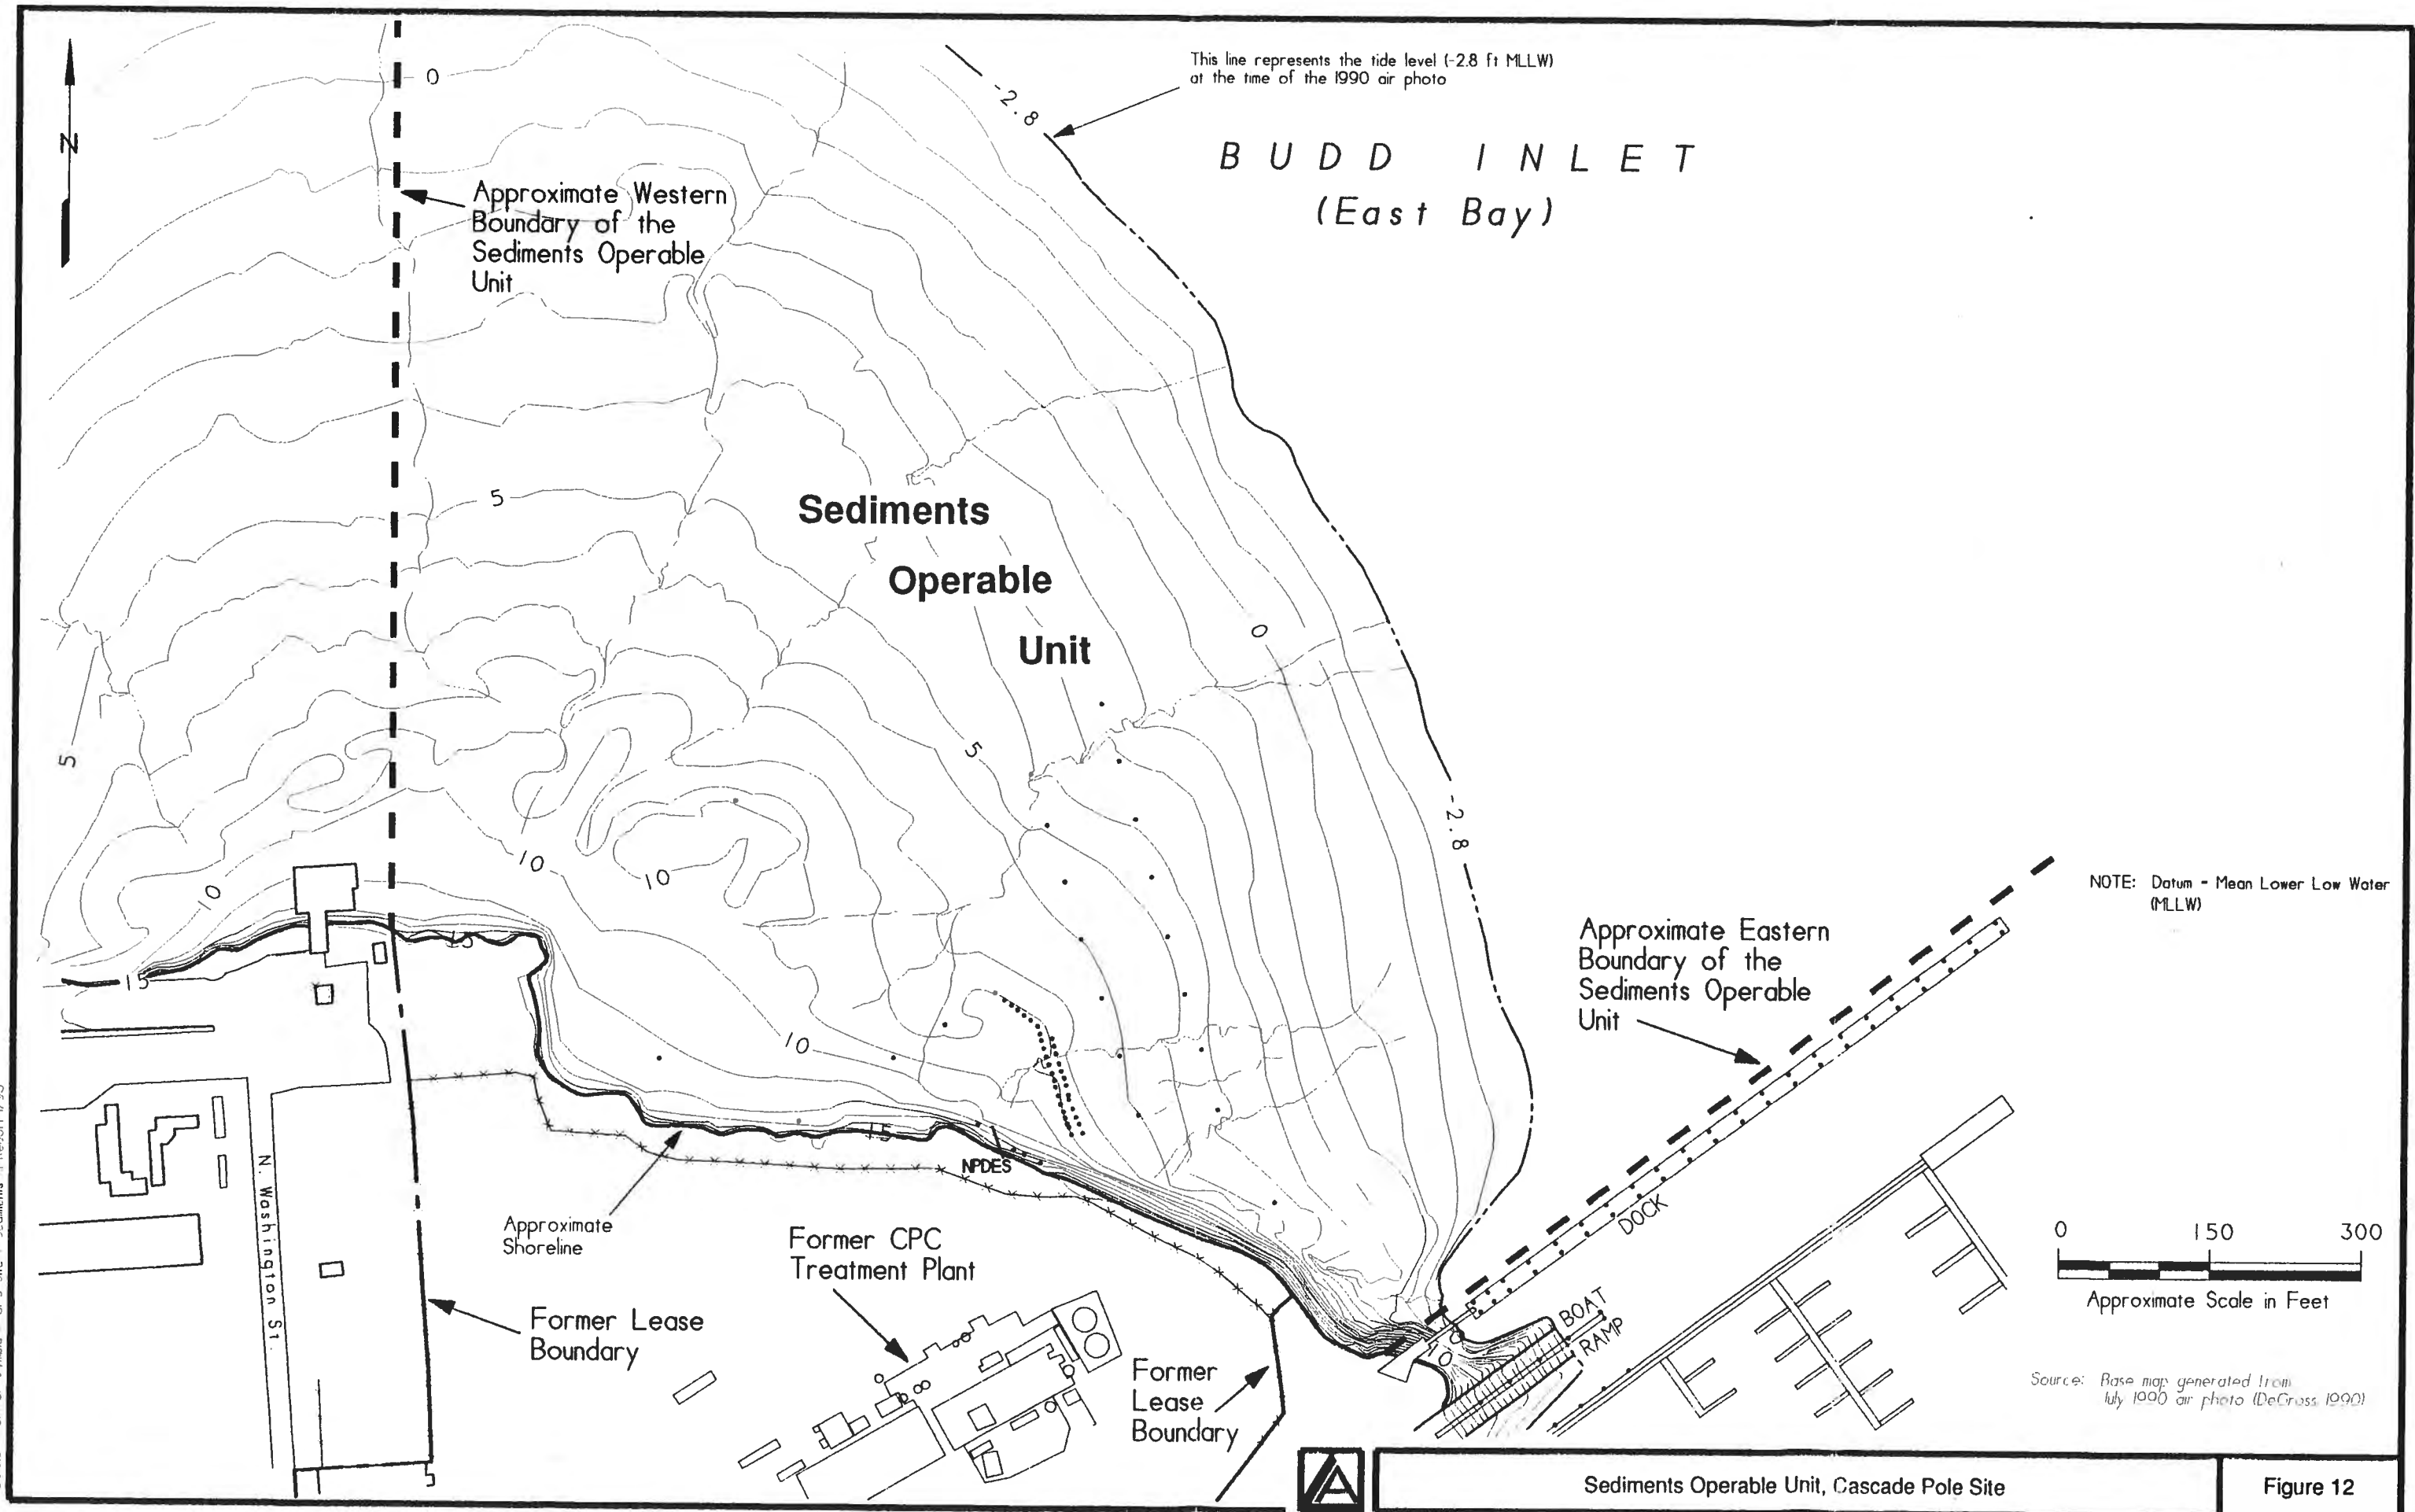 This line represents the tide level (-2.8 ft MLLW)
at the time of the 1990 air photo
0
-2.8
N
BUDD INLET
(East Bay)
Approximate Western
Boundary of the
Sediments Operable
Unit
5
Sediments
Operable
Unit
0
5
5
-2.8
10
10
10
NOTE: Datum - Mean Lower Low Water
(MLLW)
Approximate Eastern
Boundary of the
Sediments Operable
Unit
15
15
10
15
NPDES
N. Washington St.
Approximate
Shoreline
Former CPC
Treatment Plant
DOCK
0 150 300
Approximate Scale in Feet
Former Lease
Boundary
BOAT
RAMP
10
Former
Lease
Boundary
Source: Base map generated from
July 1990 air photo (DeGross 1990)
Sediments Operable Unit, Cascade Pole Site
Figure 12